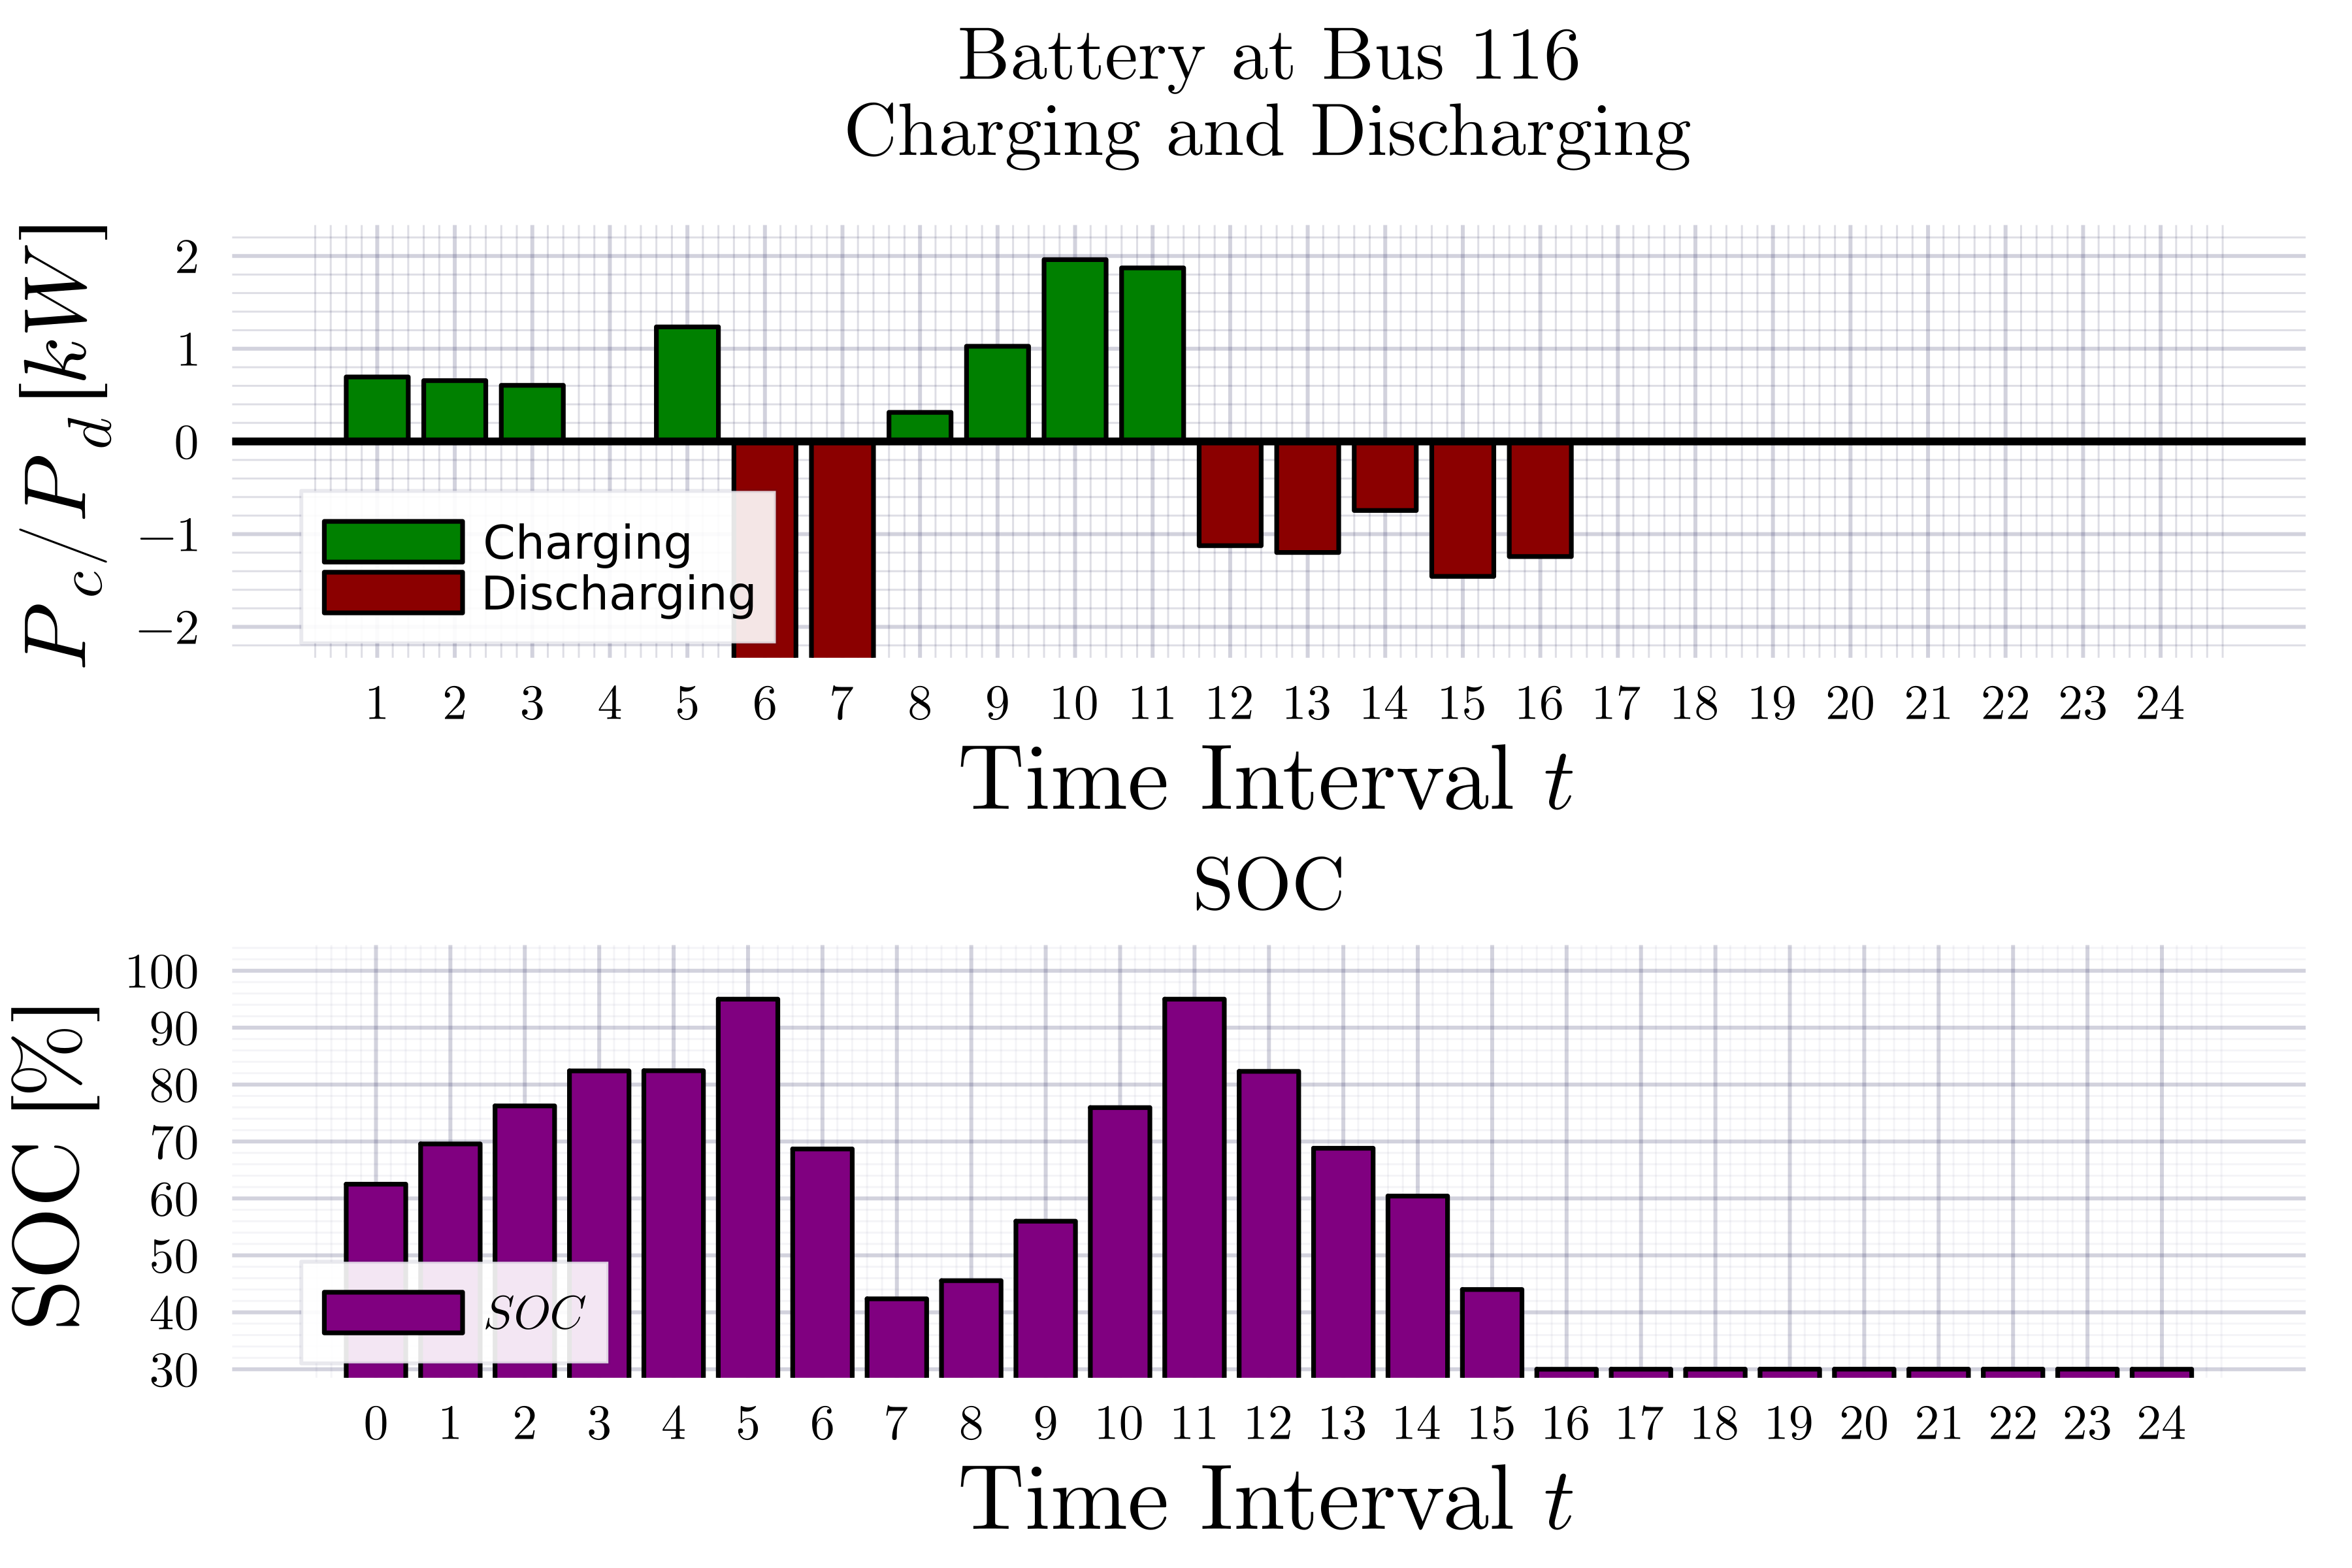 Battery at Bus 116
Charging and Discharging
P_c/P_d [kW]
2
1
0
−1
−2
Charging
Discharging
1 2 3 4 5 6 7 8 9 10 11 12 13 14 15 16 17 18 19 20 21 22 23 24
Time Interval t
SOC
SOC [%]
100
90
80
70
60
50
40
30
SOC
0 1 2 3 4 5 6 7 8 9 10 11 12 13 14 15 16 17 18 19 20 21 22 23 24
Time Interval t